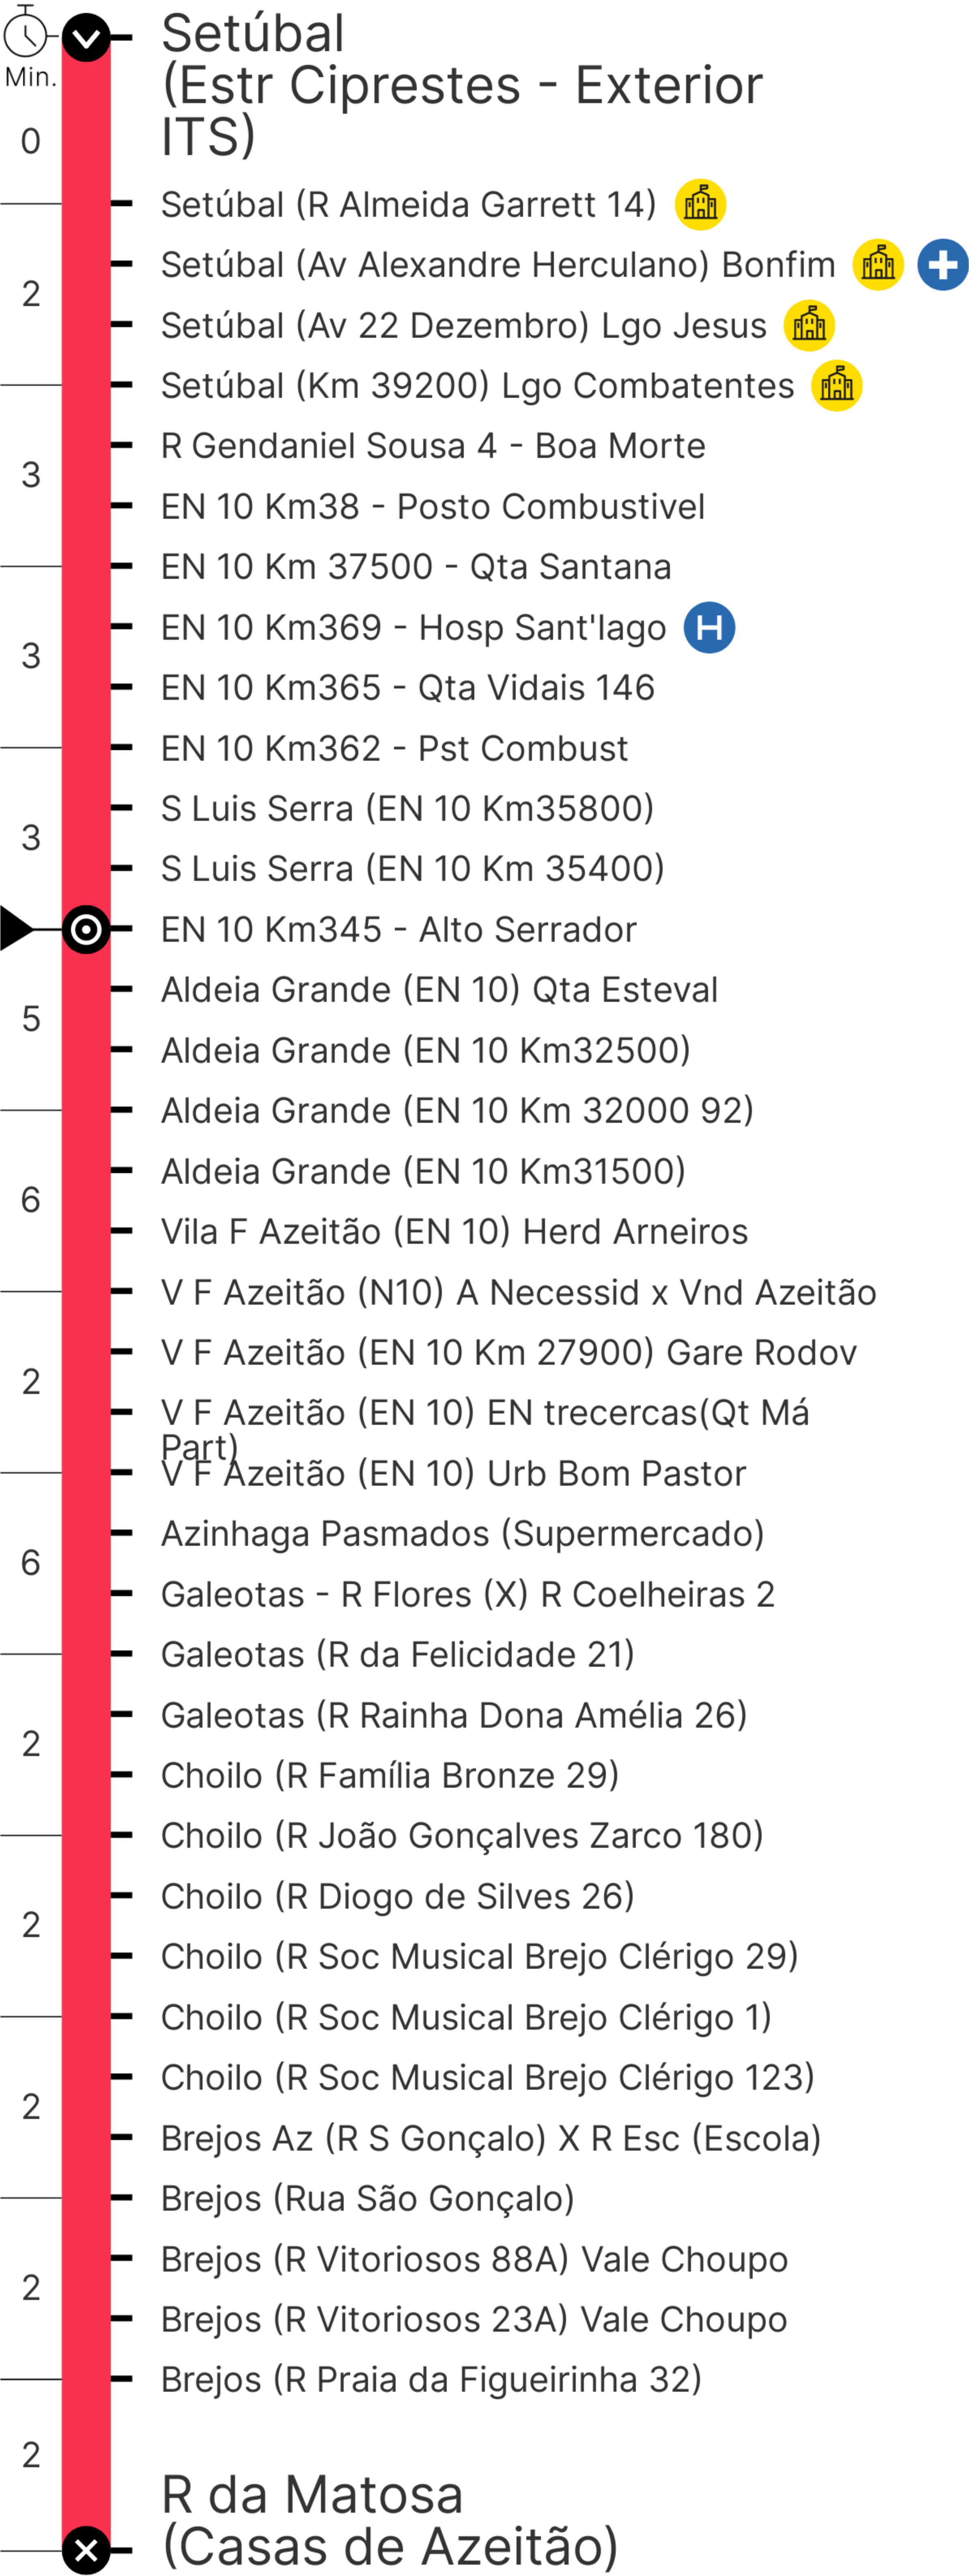 Setúbal
(Estr Ciprestes - Exterior
ITS)
Min.
0
Setúbal (R Almeida Garrett 14)
Setúbal (Av Alexandre Herculano) Bonfim
2
Setúbal (Av 22 Dezembro) Lgo Jesus
Setúbal (Km 39200) Lgo Combatentes
R Gendaniel Sousa 4 - Boa Morte
3
EN 10 Km38 - Posto Combustivel
EN 10 Km 37500 - Qta Santana
EN 10 Km369 - Hosp Sant'Iago
H
3
EN 10 Km365 - Qta Vidais 146
EN 10 Km362 - Pst Combust
S Luis Serra (EN 10 Km35800)
3
S Luis Serra (EN 10 Km 35400)
EN 10 Km345 - Alto Serrador
Aldeia Grande (EN 10) Qta Esteval
5
Aldeia Grande (EN 10 Km32500)
Aldeia Grande (EN 10 Km 32000 92)
Aldeia Grande (EN 10 Km31500)
6
Vila F Azeitão (EN 10) Herd Arneiros
V F Azeitão (N10) A Necessid x Vnd Azeitão
V F Azeitão (EN 10 Km 27900) Gare Rodov
2
V F Azeitão (EN 10) EN trecercas(Qt Má
Part)
V F Azeitão (EN 10) Urb Bom Pastor
Azinhaga Pasmados (Supermercado)
6
Galeotas - R Flores (X) R Coelheiras 2
Galeotas (R da Felicidade 21)
Galeotas (R Rainha Dona Amélia 26)
2
Choilo (R Família Bronze 29)
Choilo (R João Gonçalves Zarco 180)
Choilo (R Diogo de Silves 26)
2
Choilo (R Soc Musical Brejo Clérigo 29)
Choilo (R Soc Musical Brejo Clérigo 1)
Choilo (R Soc Musical Brejo Clérigo 123)
2
Brejos Az (R S Gonçalo) X R Esc (Escola)
Brejos (Rua São Gonçalo)
Brejos (R Vitoriosos 88A) Vale Choupo
2
Brejos (R Vitoriosos 23A) Vale Choupo
Brejos (R Praia da Figueirinha 32)
2
R da Matosa
(Casas de Azeitão)